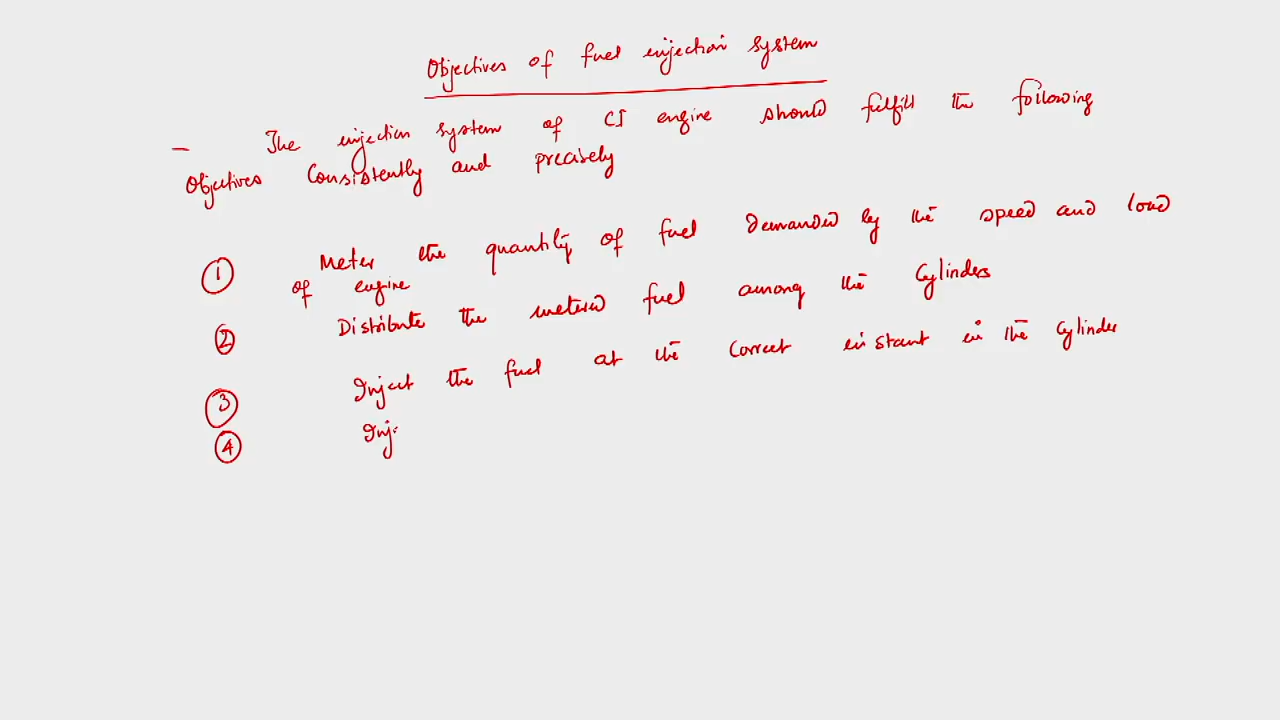 Objectives of fuel injection system
- The injection system of CI engine should fulfill the following
Objectives Consistently and precisely
1 Meter the quantity of fuel demanded by the speed and load
of engine
2 Distribute the metered fuel among the Cylinders
3 Inject the fuel at the Correct instant in the Cylinder
4 Inj